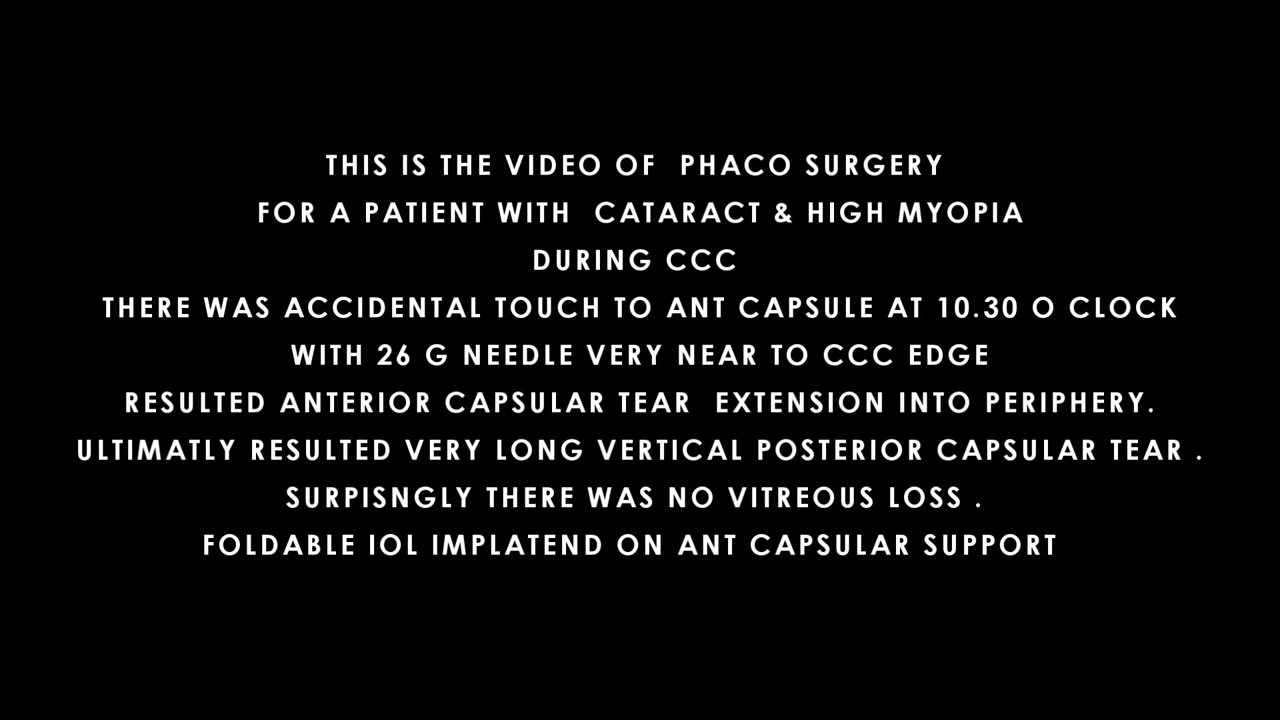 THIS IS THE VIDEO OF PHACO SURGERY
FOR A PATIENT WITH CATARACT & HIGH MYOPIA
DURING CCC
THERE WAS ACCIDENTAL TOUCH TO ANT CAPSULE AT 10.30 O CLOCK
WITH 26 G NEEDLE VERY NEAR TO CCC EDGE
RESULTED ANTERIOR CAPSULAR TEAR EXTENSION INTO PERIPHERY.
ULTIMATLY RESULTED VERY LONG VERTICAL POSTERIOR CAPSULAR TEAR .
SURPISNGLY THERE WAS NO VITREOUS LOSS .
FOLDABLE IOL IMPLATEND ON ANT CAPSULAR SUPPORT